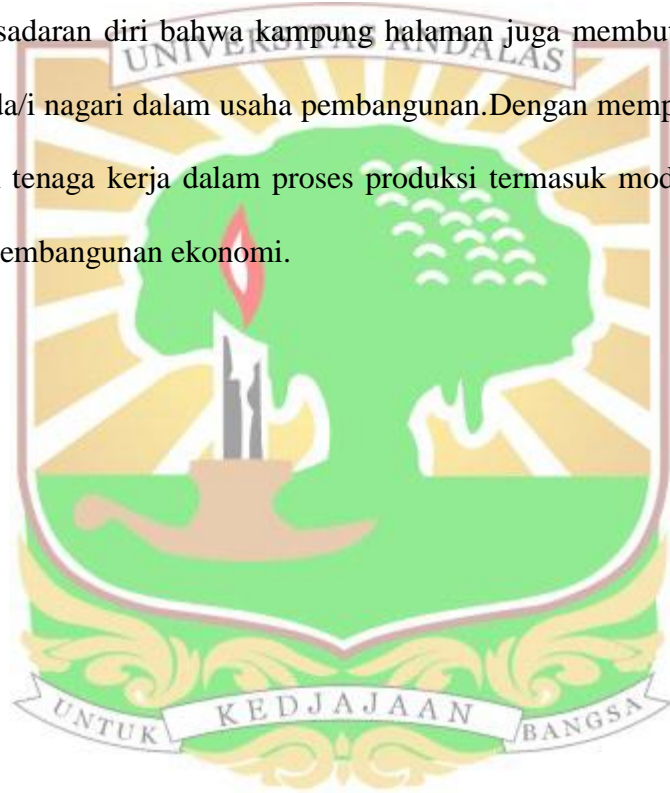 sadaran diri bahwa kampung halaman juga membu
UNIVERSITAS ANDALAS
da/i nagari dalam usaha pembangunan.Dengan memp
tenaga kerja dalam proses produksi termasuk mod
embangunan ekonomi.
UNTUK KEDJAJAAN BANGSA